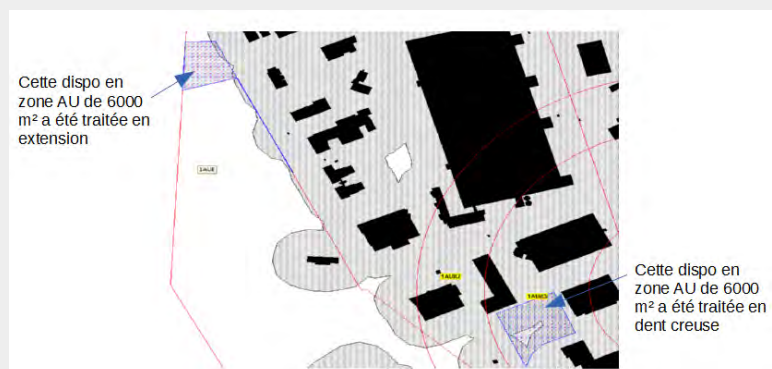 Cette dispo en
zone AU de 6000
m² a été traitée en
extension
1AUB2
Cette dispo en
zone AU de 6000
m² a été traitée en
dent creuse